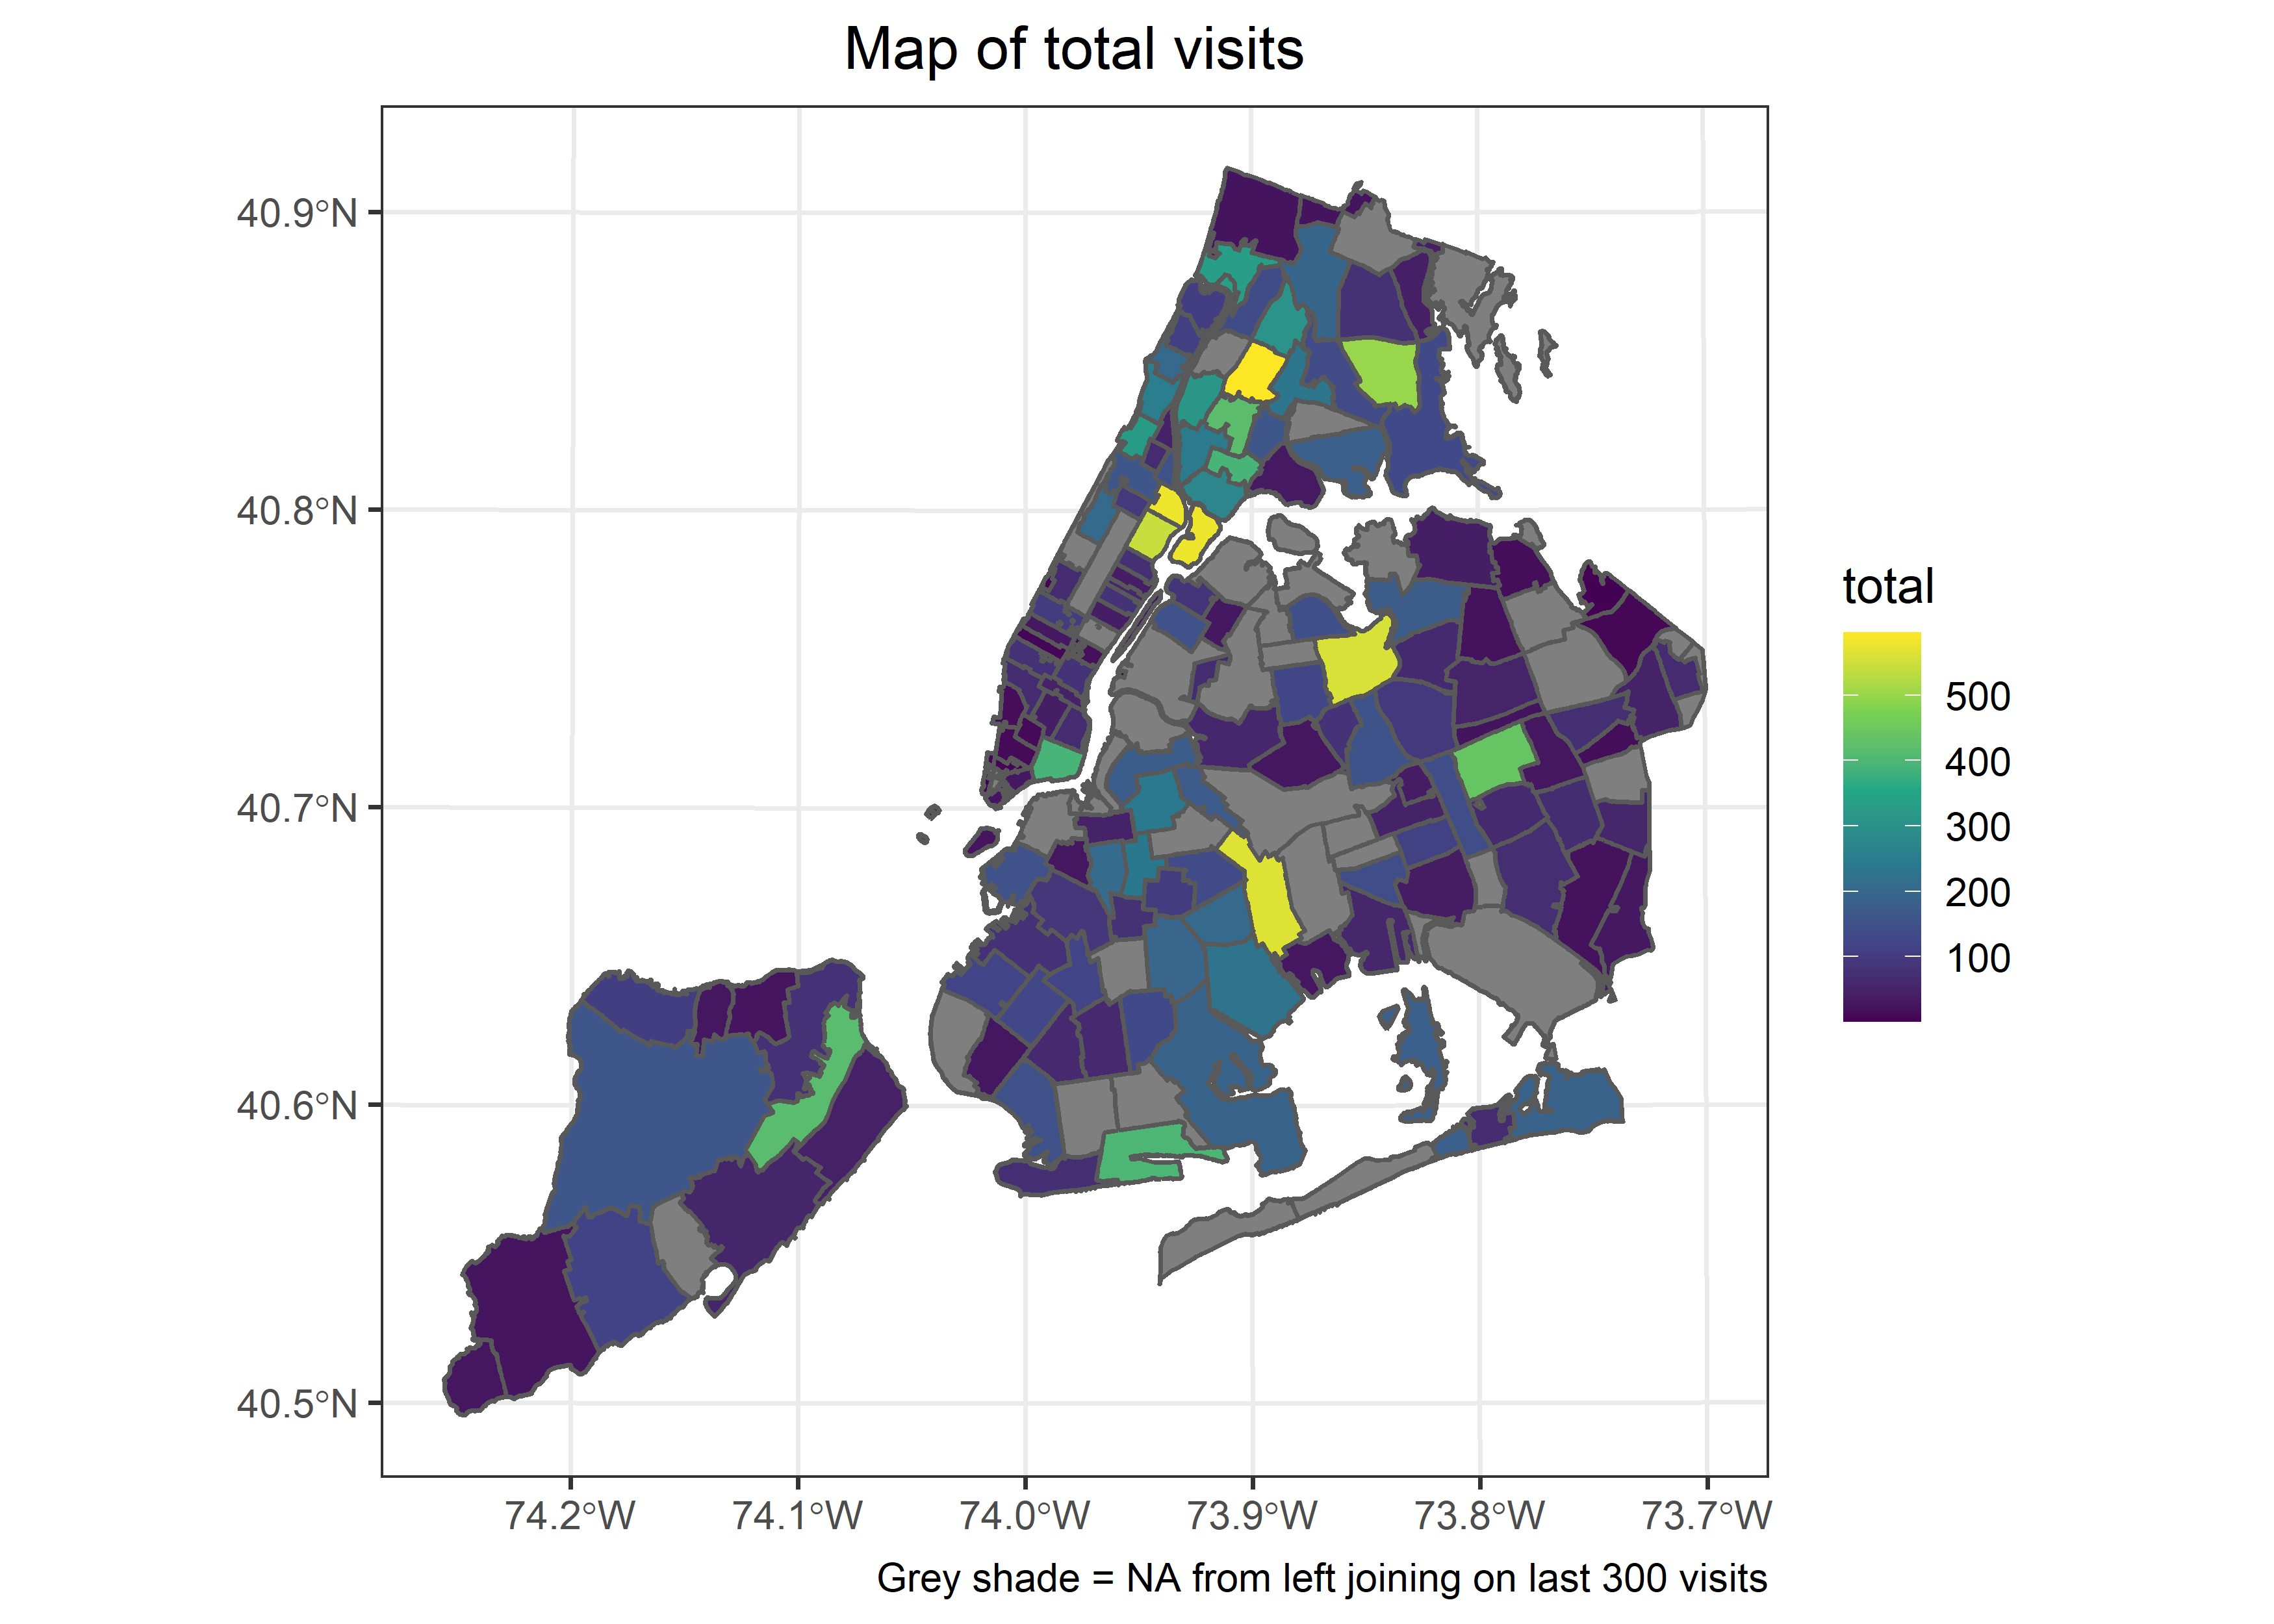 Map of total visits
40.9°N
40.8°N
40.7°N
40.6°N
40.5°N
74.2°W
74.1°W
74.0°W
73.9°W
73.8°W
73.7°W
total
500
400
300
200
100
Grey shade = NA from left joining on last 300 visits